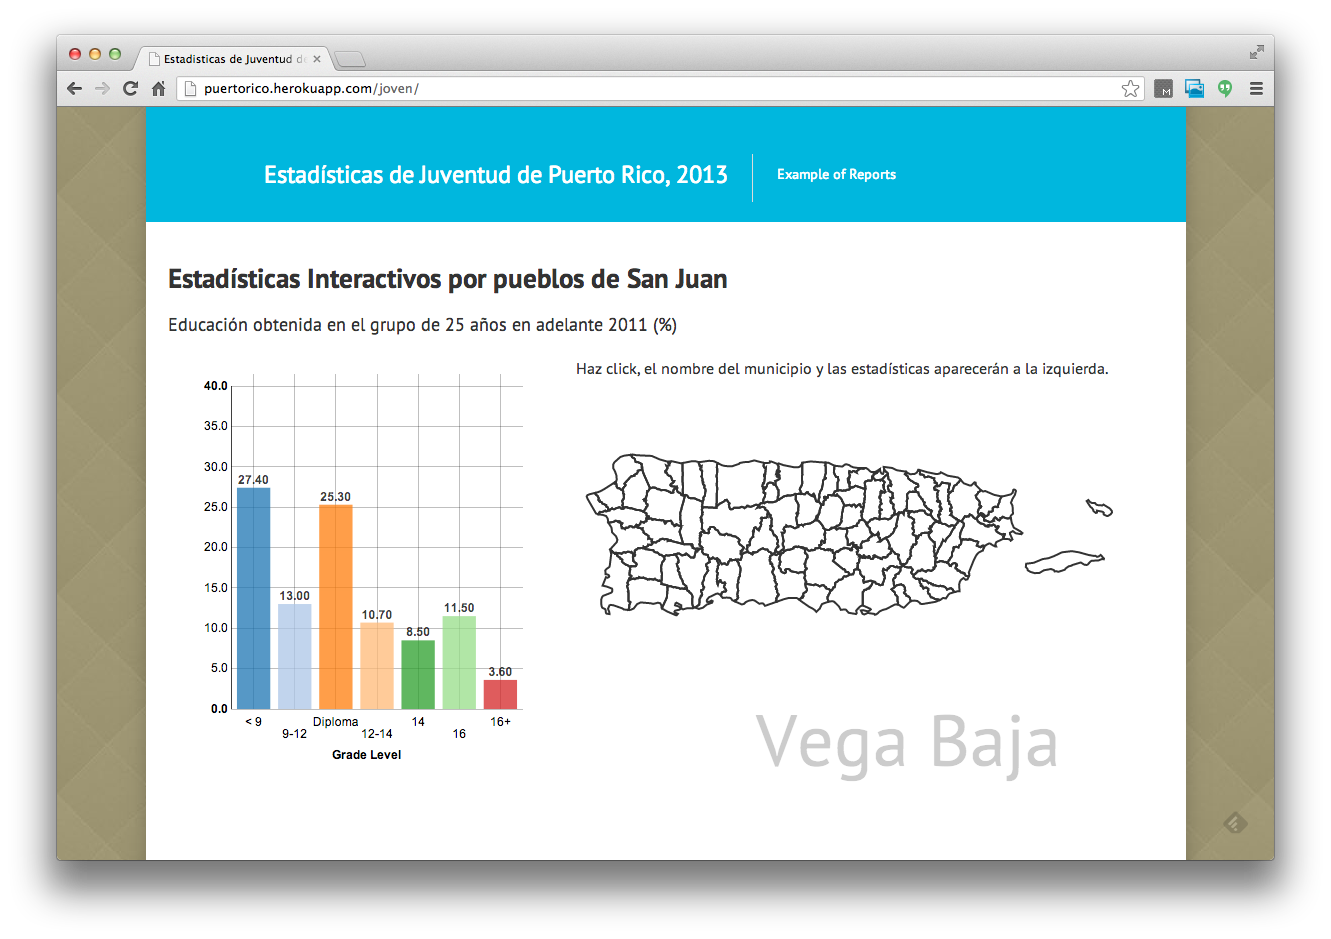 Estadisticas de Juventud de
puertorico.herokuapp.com/joven/
Estadísticas de Juventud de Puerto Rico, 2013
Example of Reports
Estadísticas Interactivos por pueblos de San Juan
Educación obtenida en el grupo de 25 años en adelante 2011 (%)
Haz click, el nombre del municipio y las estadísticas aparecerán a la izquierda.
40.0
35.0
30.0
25.0
20.0
15.0
10.0
5.0
0.0
27.40
13.00
25.30
10.70
8.50
11.50
3.60
< 9
9-12
Diploma
12-14
14
16
16+
Grade Level
Vega Baja